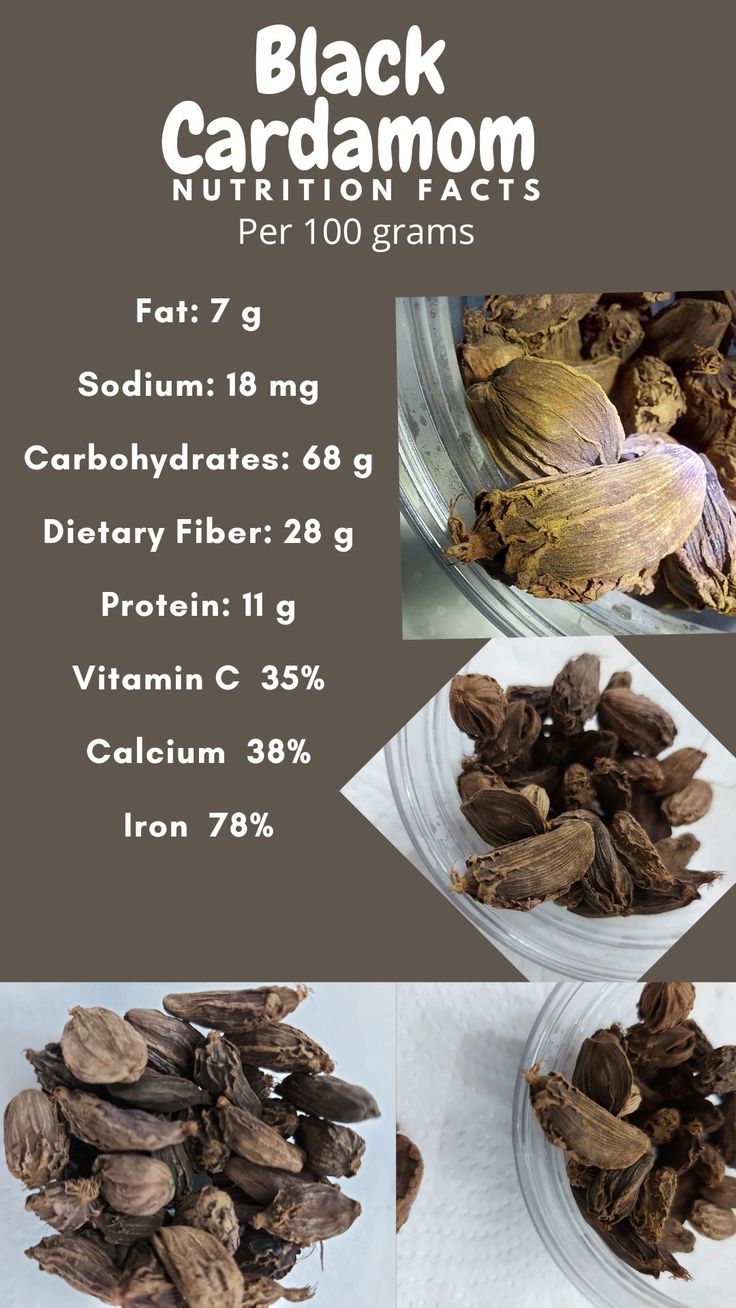 Black
Cardamom
NUTRITION FACTS
Per 100 grams
Fat: 7 g
Sodium: 18 mg
Carbohydrates: 68 g
Dietary Fiber: 28 g
Protein: 11 g
Vitamin C 35%
Calcium 38%
Iron 78%